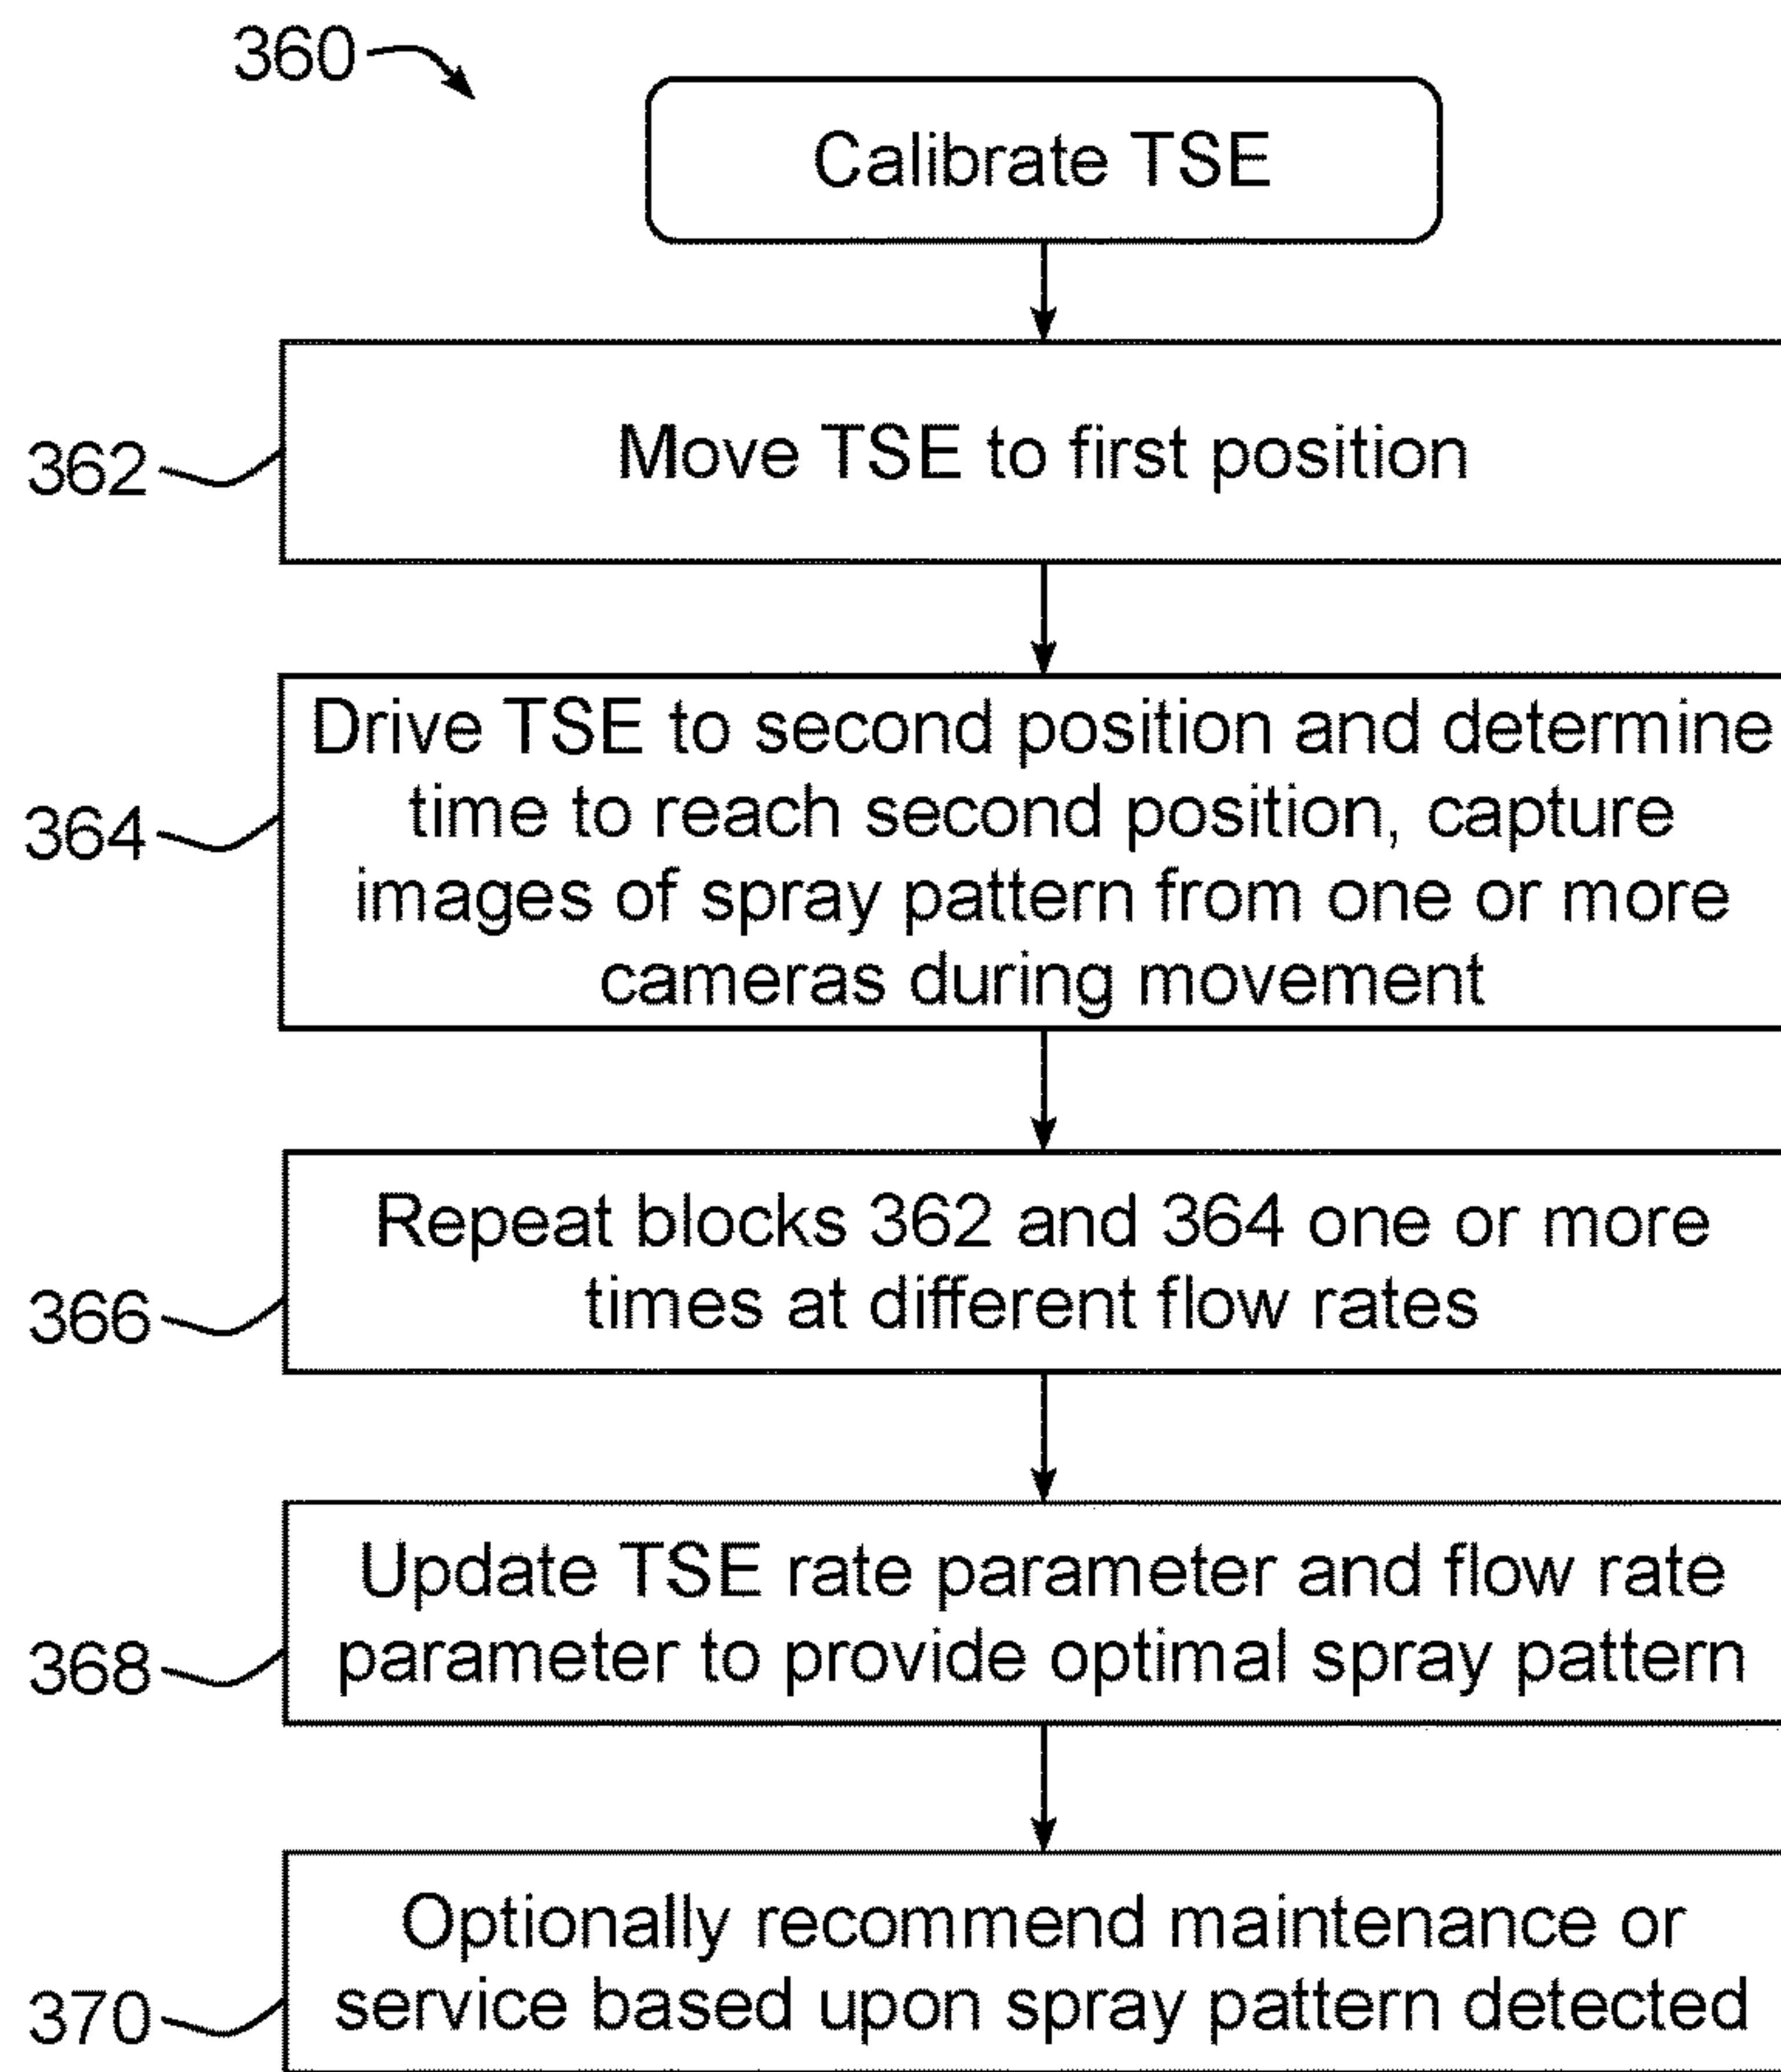 360
Calibrate TSE
362
Move TSE to first position
364
Drive TSE to second position and determine
time to reach second position, capture
images of spray pattern from one or more
cameras during movement
366
Repeat blocks 362 and 364 one or more
times at different flow rates
368
Update TSE rate parameter and flow rate
parameter to provide optimal spray pattern
370
Optionally recommend maintenance or
service based upon spray pattern detected